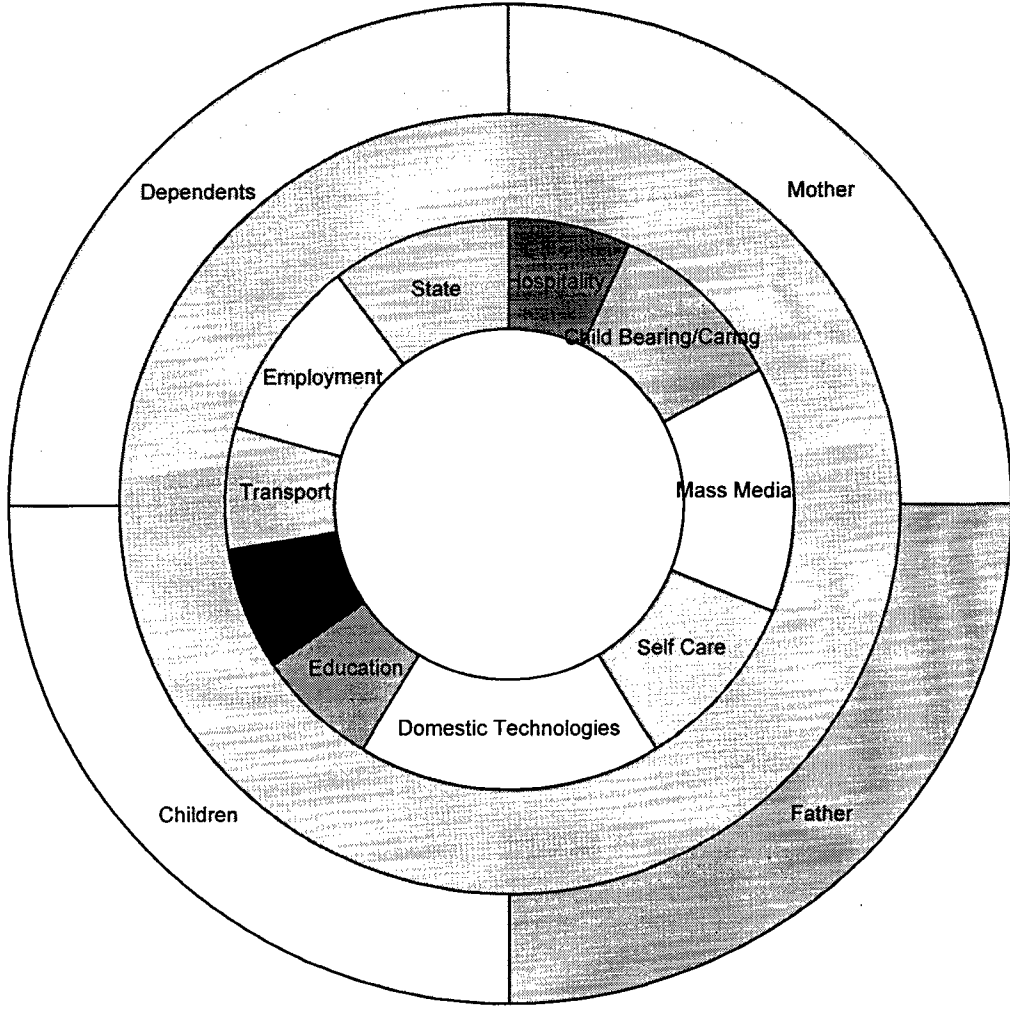 Dependents
Mother
State
Hospitality
Child Bearing/Caring
Employment
Transport
Mass Media
Self Care
Education
Domestic Technologies
Children
Father